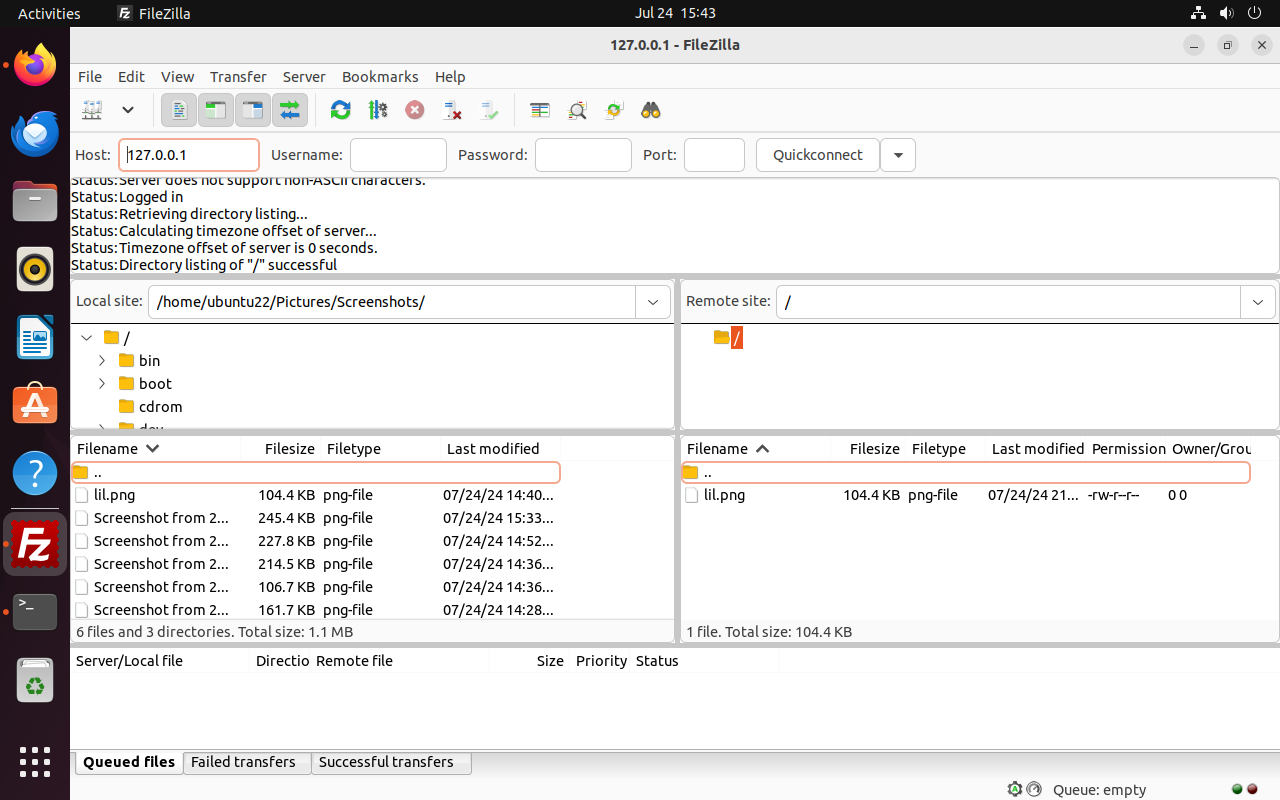 Activities FileZilla Jul 24 15:43
127.0.0.1 - FileZilla
File Edit View Transfer Server Bookmarks Help
Host: 127.0.0.1 Username: Password: Port: Quickconnect
Status: Server does not support non-ASCII characters.
Status: Logged in
Status: Retrieving directory listing...
Status: Calculating timezone offset of server...
Status: Timezone offset of server is 0 seconds.
Status: Directory listing of "/" successful
Local site: /home/ubuntu22/Pictures/Screenshots/
/
bin
boot
cdrom
dev
Remote site: /
/
Filename Filesize Filetype Last modified
..
lil.png 104.4 KB png-file 07/24/24 14:40...
Screenshot from 2... 245.4 KB png-file 07/24/24 15:33...
Screenshot from 2... 227.8 KB png-file 07/24/24 14:52...
Screenshot from 2... 214.5 KB png-file 07/24/24 14:36...
Screenshot from 2... 106.7 KB png-file 07/24/24 14:36...
Screenshot from 2... 161.7 KB png-file 07/24/24 14:28...
6 files and 3 directories. Total size: 1.1 MB
Filename Filesize Filetype Last modified Permission Owner/Grou
..
lil.png 104.4 KB png-file 07/24/24 21... -rw-r--r-- 0 0
1 file. Total size: 104.4 KB
Server/Local file Directio Remote file Size Priority Status
Queued files Failed transfers Successful transfers
Queue: empty